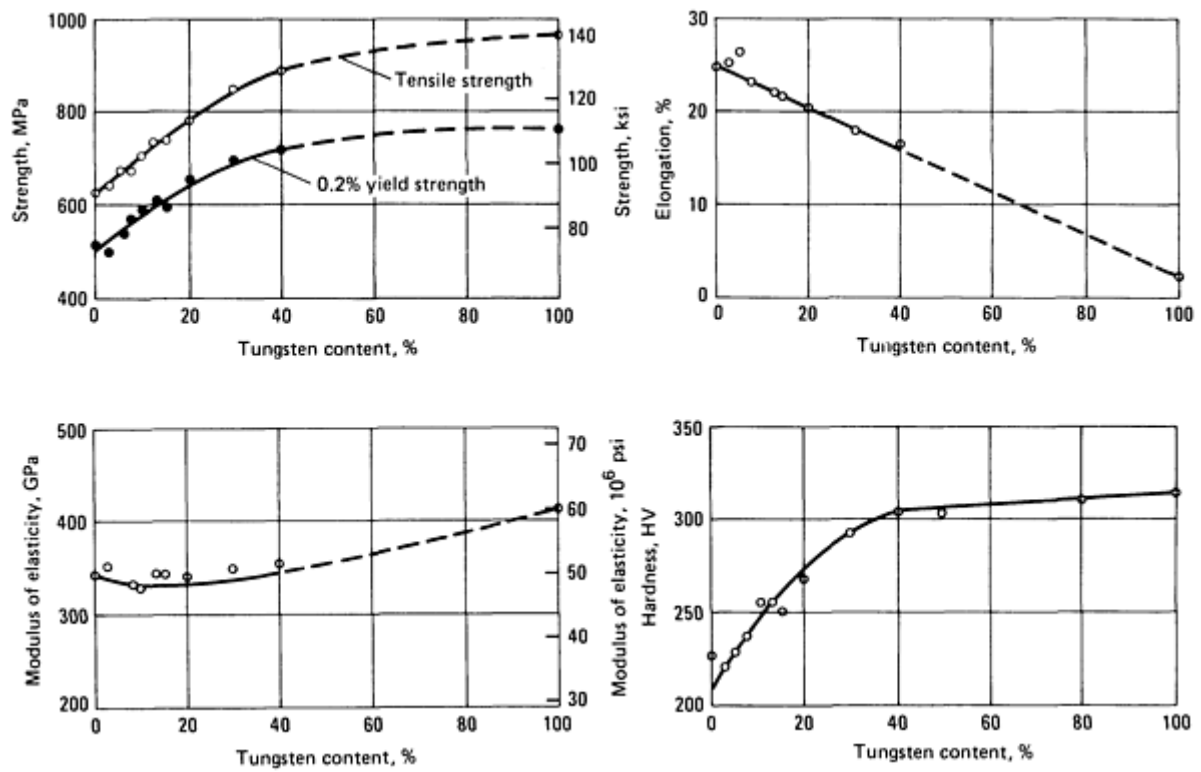 1000
800
600
400
Strength, MPa
0 20 40 60 80 100
Tungsten content, %
140
120
100
80
Strength, ksi
Tensile strength
0.2% yield strength
30
20
10
0
Elongation, %
0 20 40 60 80 100
Tungsten content, %
500
400
300
200
Modulus of elasticity, GPa
0 20 40 60 80 100
Tungsten content, %
70
60
50
40
30
Modulus of elasticity, 10⁶ psi
350
300
250
200
Hardness, HV
0 20 40 60 80 100
Tungsten content, %